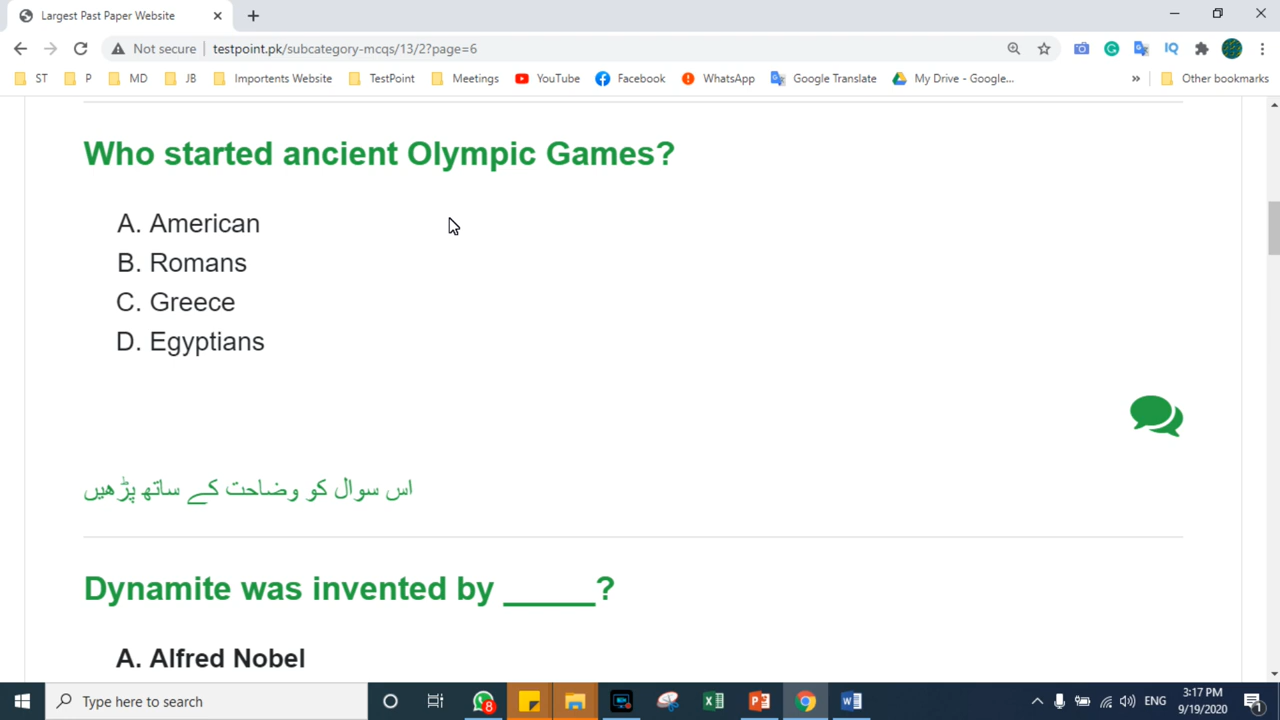 Largest Past Paper Website
Not secure testpoint.pk/subcategory-mcqs/13/2?page=6
IQ
ST P MD JB Importents Website TestPoint Meetings YouTube Facebook WhatsApp Google Translate My Drive - Google... » Other bookmarks
Who started ancient Olympic Games?
A. American
B. Romans
C. Greece
D. Egyptians
اس سوال کو وضاحت کے ساتھ پڑھیں
Dynamite was invented by _____?
A. Alfred Nobel
Type here to search
8
ENG
3:17 PM
9/19/2020
1